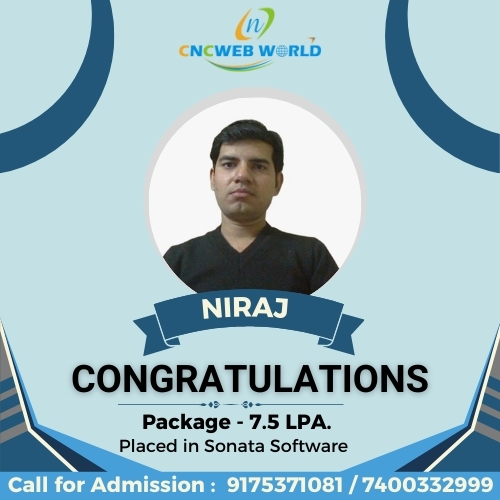 CNCWEB WORLD
NIRAJ
CONGRATULATIONS
Package - 7.5 LPA.
Placed in Sonata Software
Call for Admission : 9175371081 / 7400332999